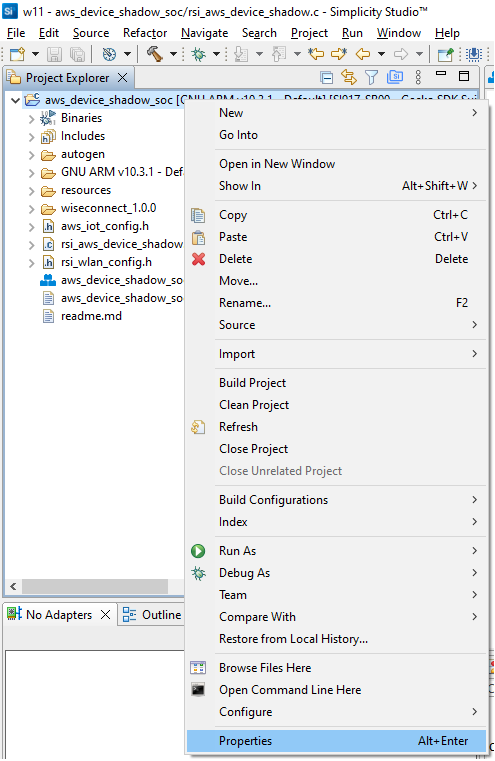 Si w11 - aws_device_shadow_soc/rsi_aws_device_shadow.c - Simplicity Studio™
File Edit Source Refactor Navigate Search Project Run Window Help
Project Explorer
aws_device_shadow_soc [GNU ARM v10.3.1 - Default] [SI917-SB00 - Gecko SDK Sui
Binaries
Includes
autogen
GNU ARM v10.3.1 - Def
resources
wiseconnect_1.0.0
aws_iot_config.h
rsi_aws_device_shadow
rsi_wlan_config.h
aws_device_shadow_soc
aws_device_shadow_soc
readme.md
New
Go Into
Open in New Window
Show In Alt+Shift+W
Copy Ctrl+C
Paste Ctrl+V
Delete Delete
Move...
Rename... F2
Source
Import
Build Project
Clean Project
Refresh
Close Project
Close Unrelated Project
Build Configurations
Index
Run As
Debug As
Team
Compare With
Restore from Local History...
Browse Files Here
Open Command Line Here
Configure
Properties Alt+Enter
No Adapters Outline